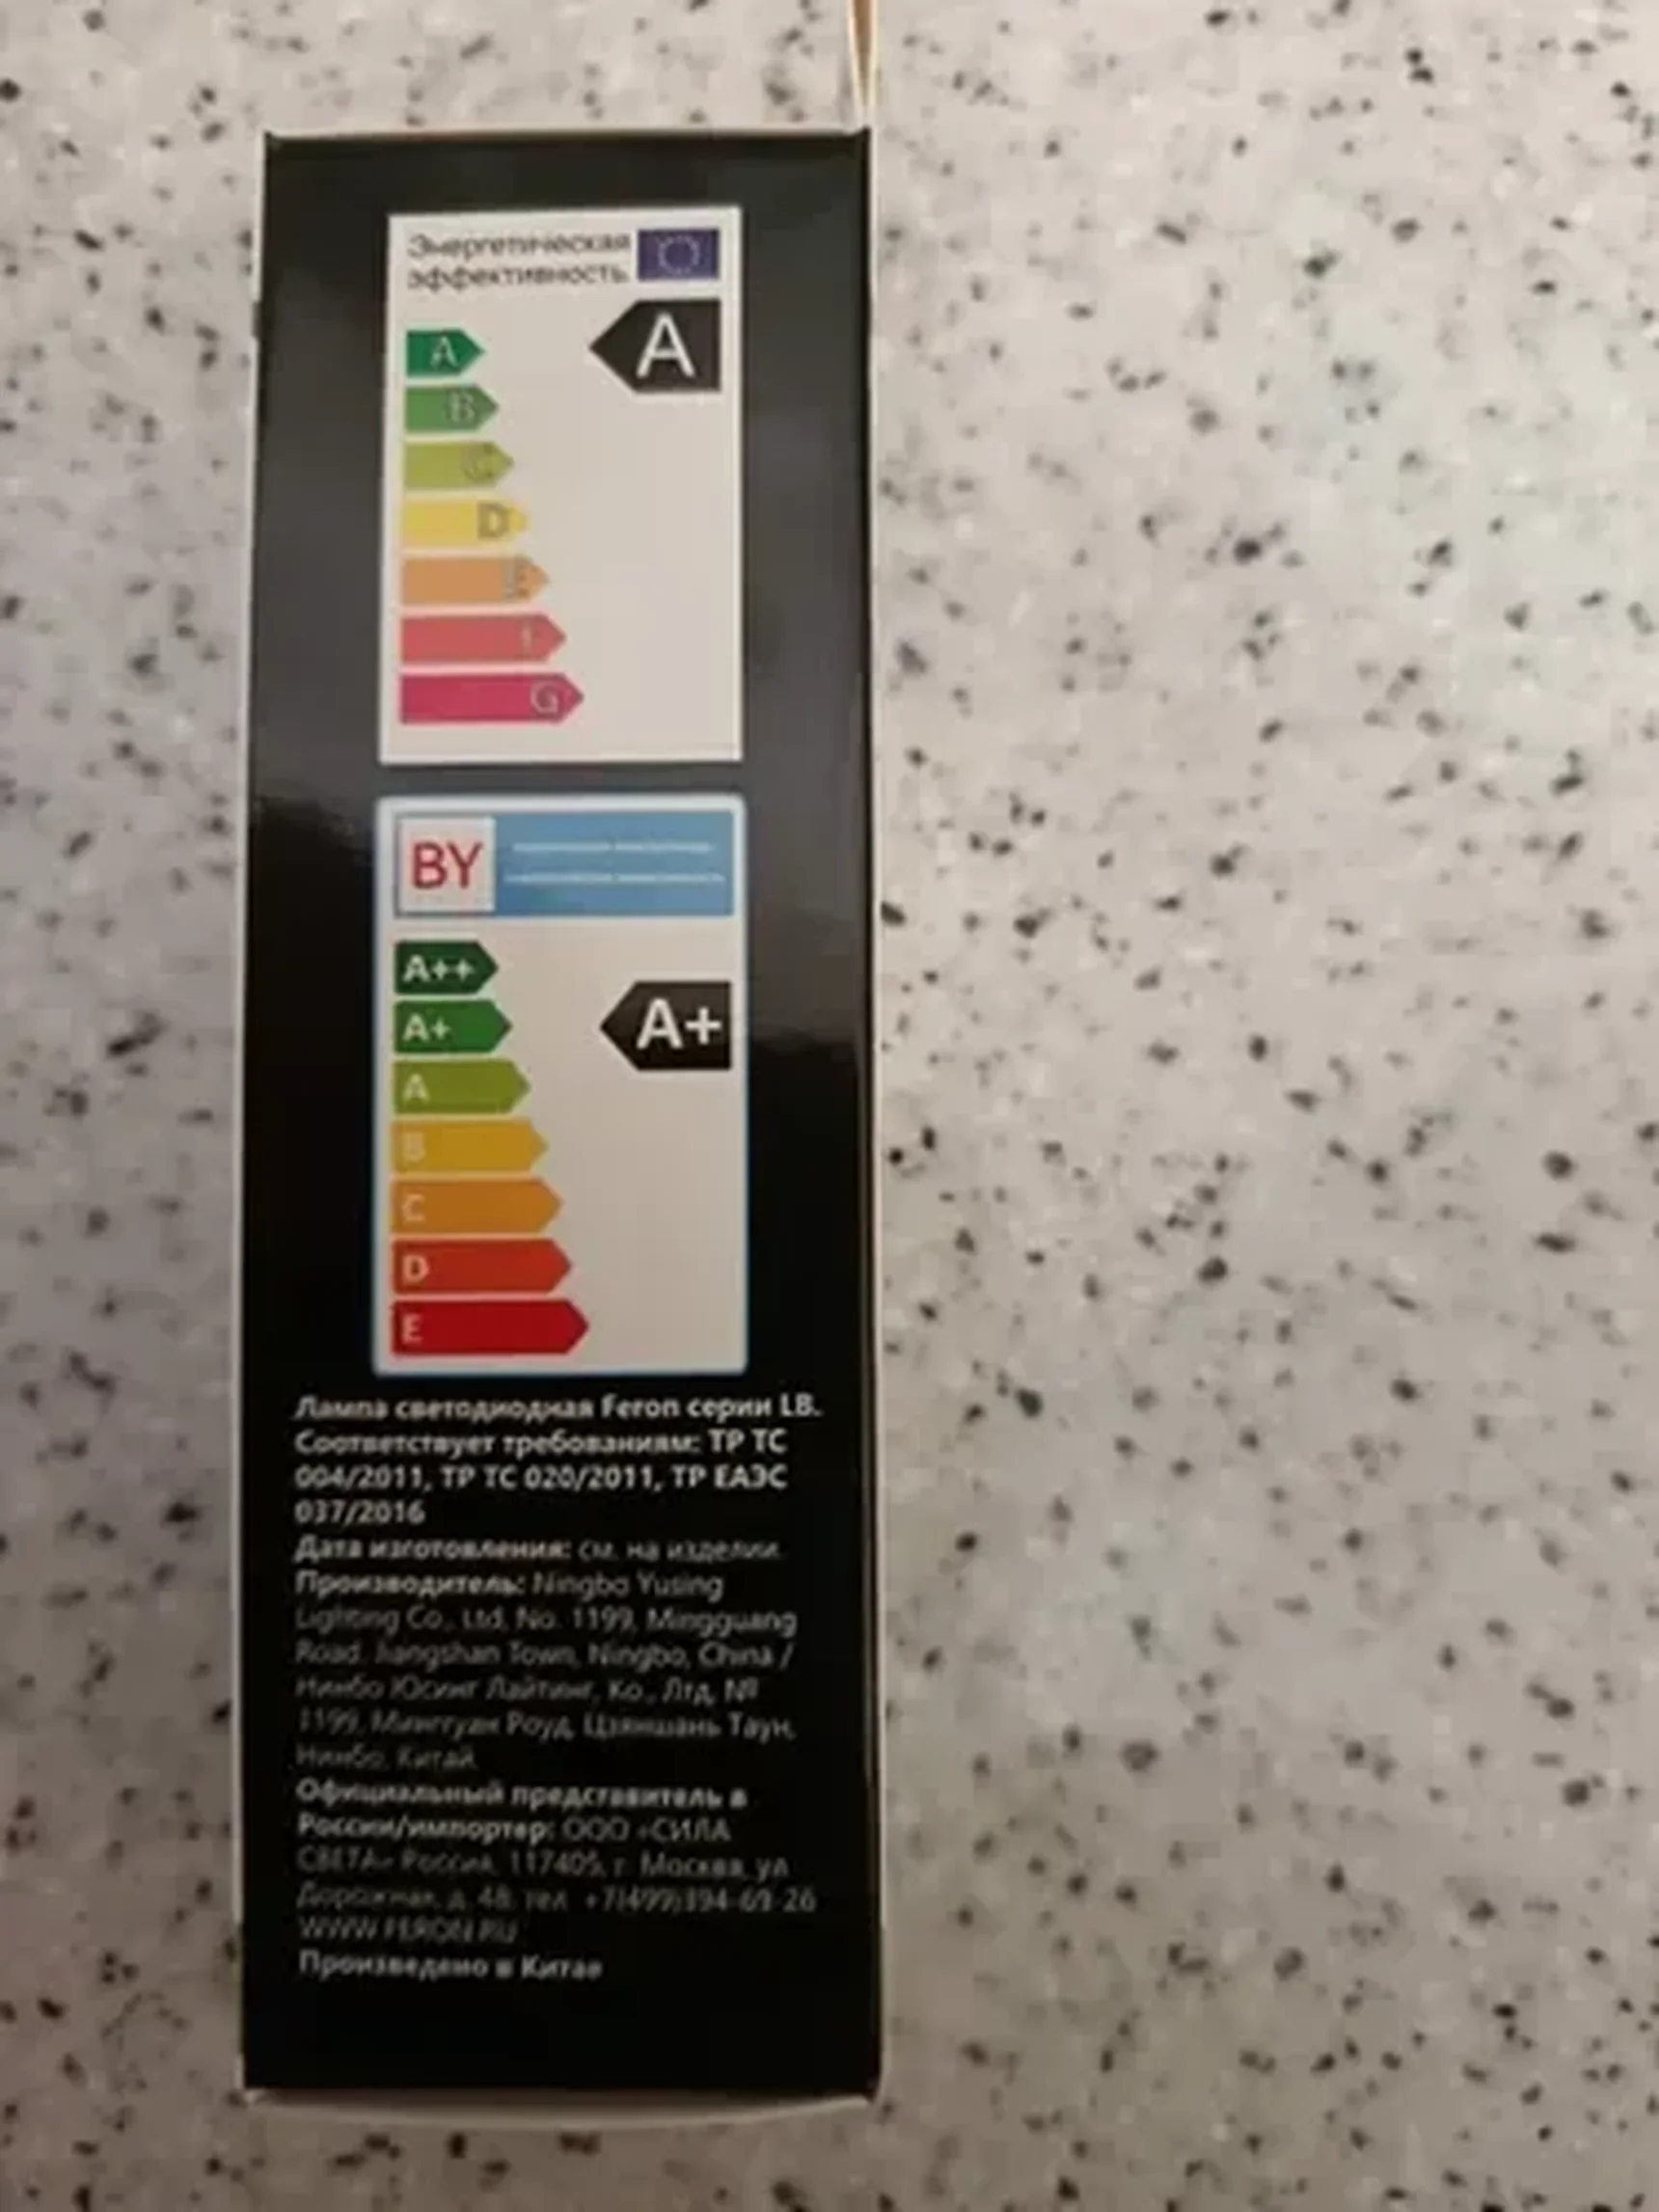 Энергетическая
эффективность
A
A
B
C
D
E
G
BY
A++
A+
A+
A
B
C
D
E
Лампа светодиодная Feron серии LB.
Соответствует требованиям: ТР ТС
004/2011, ТР ТС 020/2011, ТР ЕАЭС
037/2016
Дата изготовления: см. на изделии.
Производитель: Ningbo Yusing
Lighting Co., Ltd, No. 1199, Mingguang
Road, Jiangshan Town, Ningbo, China /
Нинбо Юсинг Лайтинг, Ко., Лтд, №
1199, Мингуан Роуд, Цзяншань Таун,
Нинбо, Китай
Официальный представитель в
России/импортер: ООО «СИЛА
СВЕТА» Россия, 117405, г. Москва, ул.
Дорожная, д. 48, тел. +7(499)394-69-26
WWW.FERON.RU
Произведено в Китае